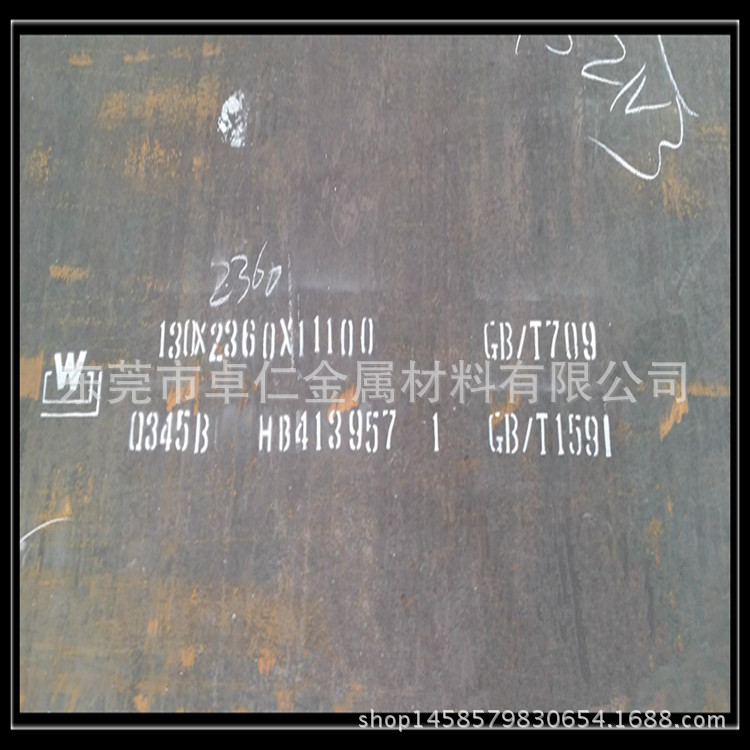 2360
130X2360X11100 GB/T709
W
东莞市卓仁金属材料有限公司
Q345B HB413957 1 GB/T1591
shop1458579830654.1688.com